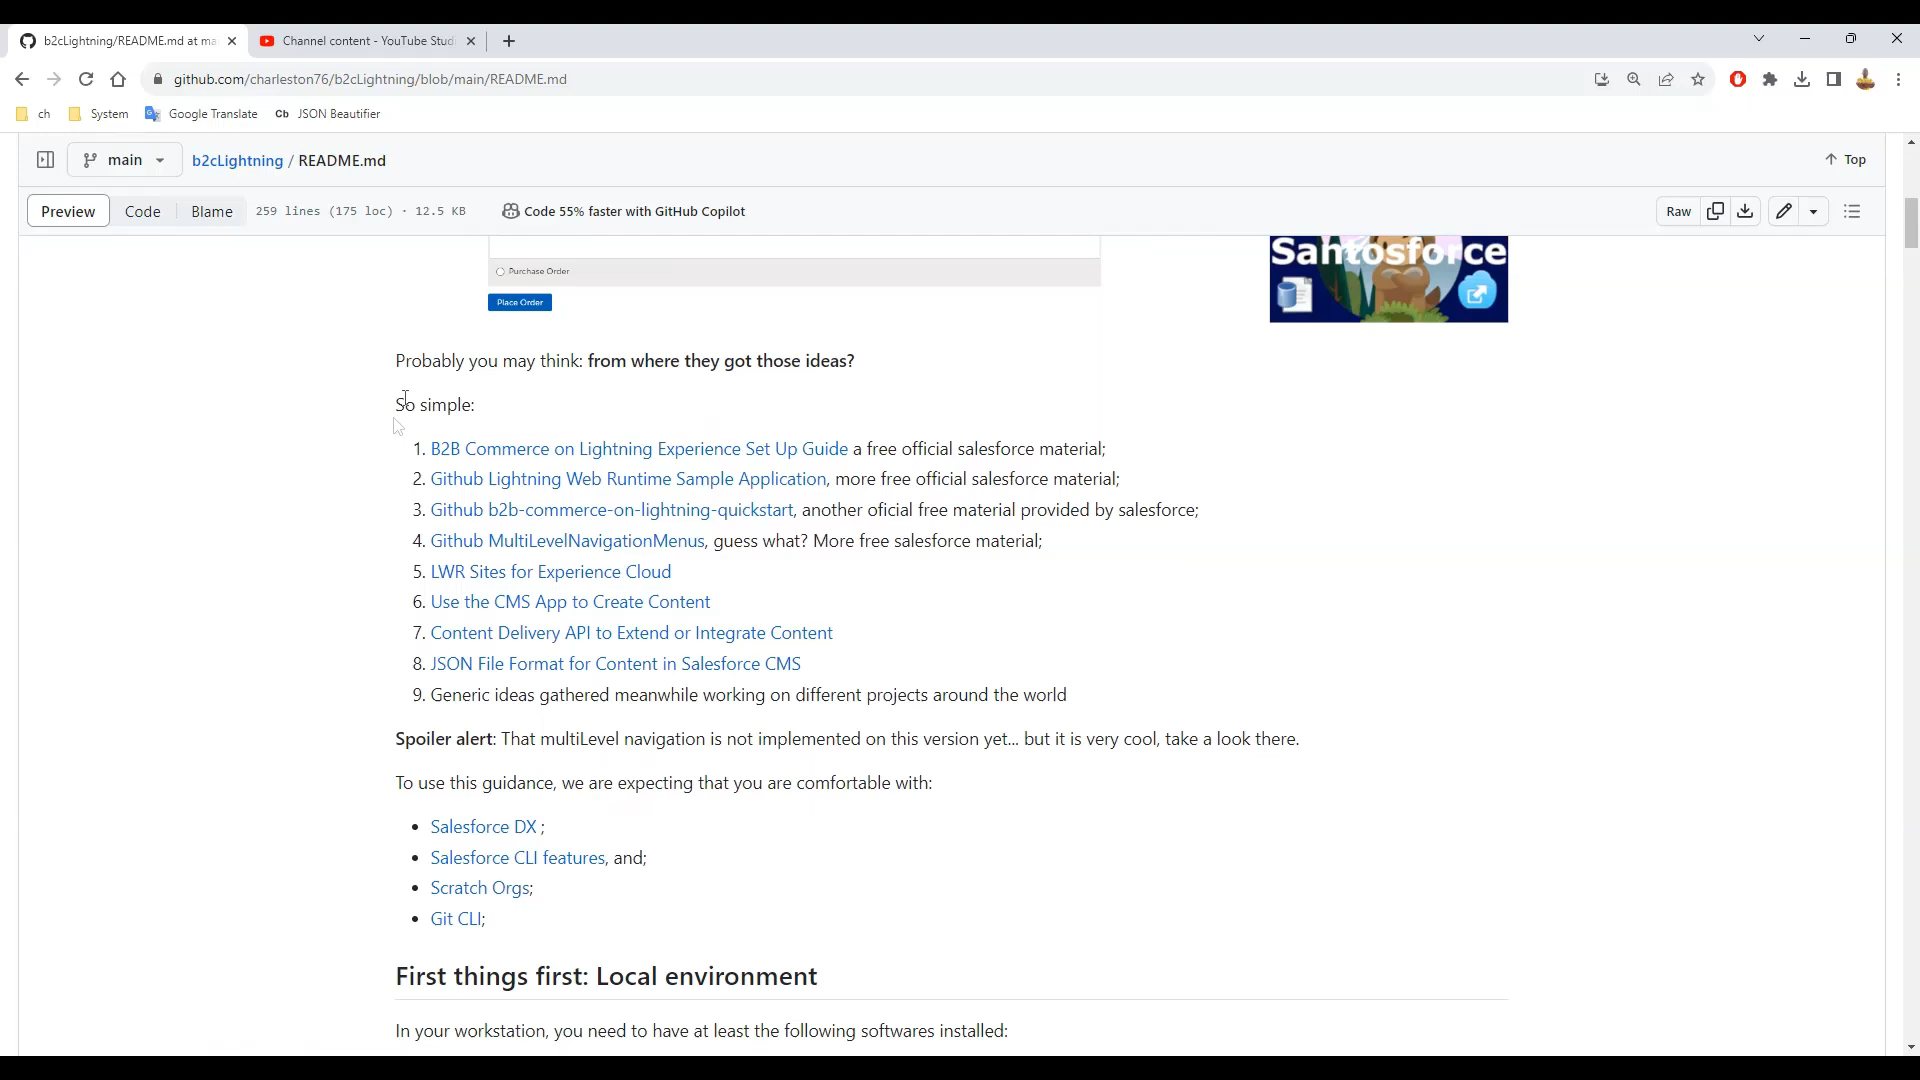 b2cLightning/README.md at ma
Channel content - YouTube Stud
github.com/charleston76/b2cLightning/blob/main/README.md
ch
System
Google Translate
Cb JSON Beautifier
main
b2cLightning / README.md
Top
Preview
Code
Blame
259 lines (175 loc) · 12.5 KB
Code 55% faster with GitHub Copilot
Raw
Purchase Order
Place Order
Santosforce
Probably you may think: from where they got those ideas?
So simple:
1. B2B Commerce on Lightning Experience Set Up Guide a free official salesforce material;
2. Github Lightning Web Runtime Sample Application, more free official salesforce material;
3. Github b2b-commerce-on-lightning-quickstart, another oficial free material provided by salesforce;
4. Github MultiLevelNavigationMenus, guess what? More free salesforce material;
5. LWR Sites for Experience Cloud
6. Use the CMS App to Create Content
7. Content Delivery API to Extend or Integrate Content
8. JSON File Format for Content in Salesforce CMS
9. Generic ideas gathered meanwhile working on different projects around the world
Spoiler alert: That multiLevel navigation is not implemented on this version yet... but it is very cool, take a look there.
To use this guidance, we are expecting that you are comfortable with:
• Salesforce DX ;
• Salesforce CLI features, and;
• Scratch Orgs;
• Git CLI;
First things first: Local environment
In your workstation, you need to have at least the following softwares installed: